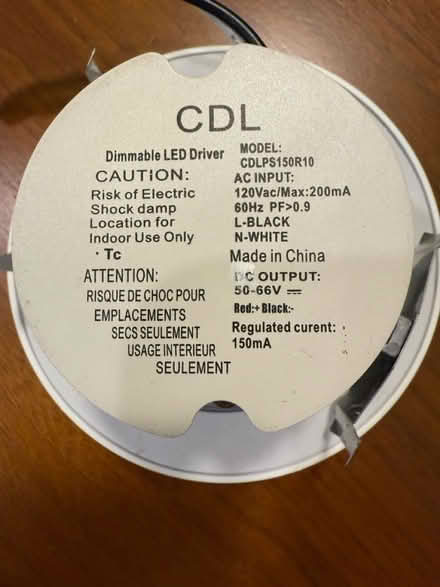 CDL
Dimmable LED Driver
CAUTION:
Risk of Electric
Shock damp
Location for
Indoor Use Only
· Tc
ATTENTION:
RISQUE DE CHOC POUR
EMPLACEMENTS
SECS SEULEMENT
USAGE INTERIEUR
SEULEMENT
MODEL:
CDLPS150R10
AC INPUT:
120Vac/Max:200mA
60Hz PF>0.9
L-BLACK
N-WHITE
Made in China
DC OUTPUT:
50-66V ⎓
Red:+ Black:-
Regulated curent:
150mA